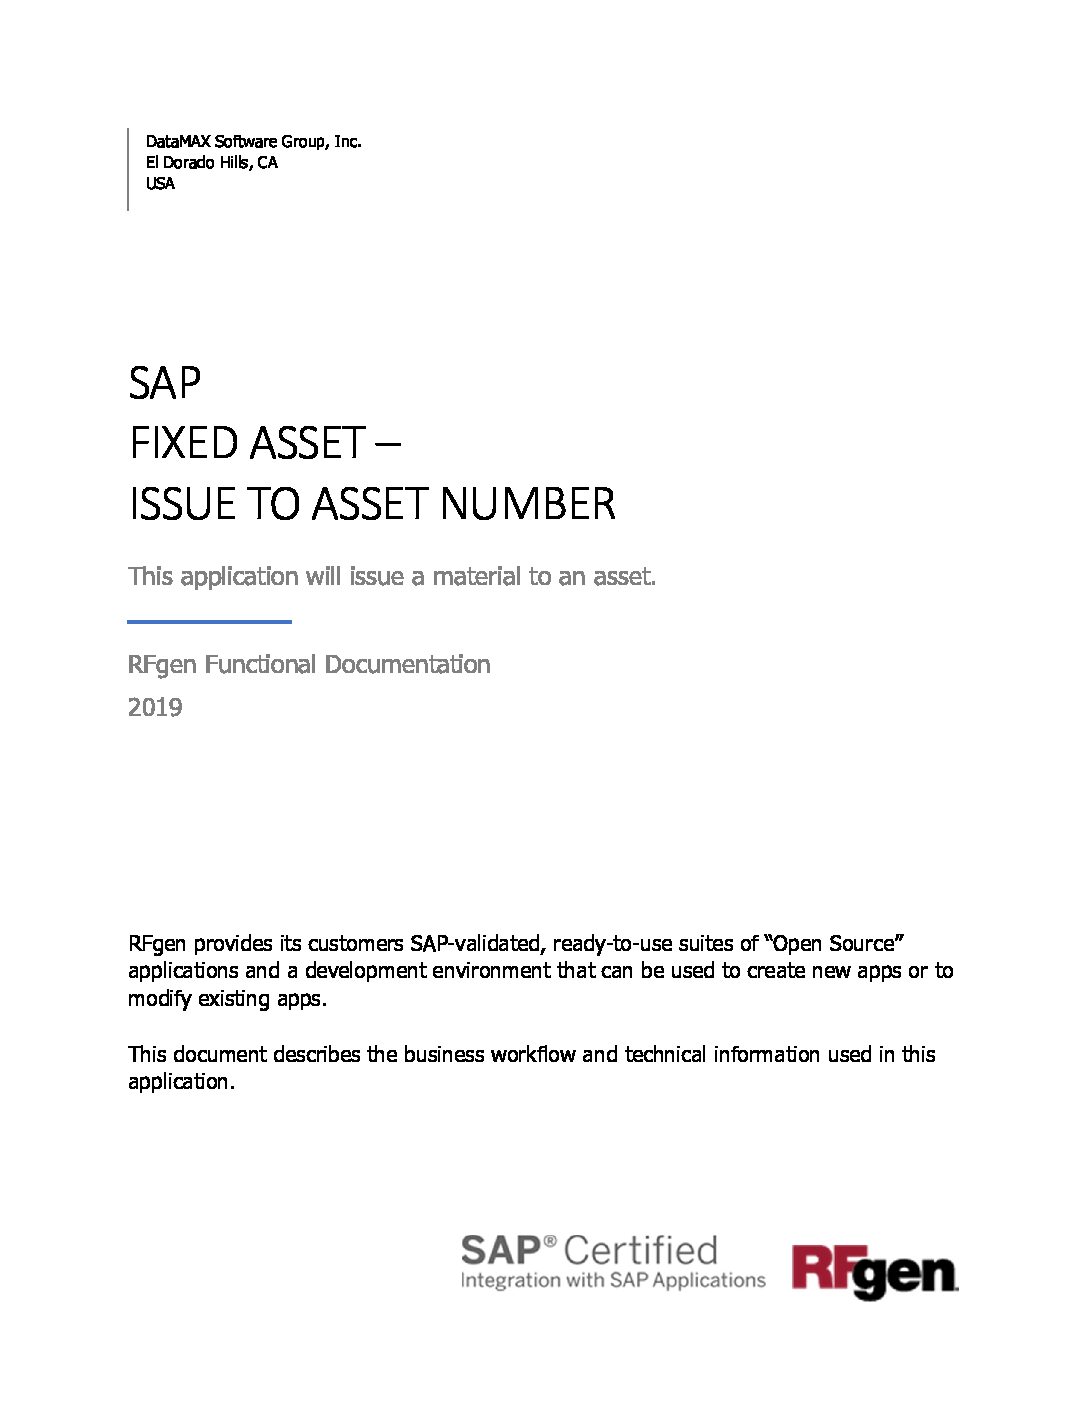 DataMAX Software Group, Inc.
El Dorado Hills, CA
USA
SAP
FIXED ASSET –
ISSUE TO ASSET NUMBER
This application will issue a material to an asset.
RFgen Functional Documentation
2019
RFgen provides its customers SAP-validated, ready-to-use suites of “Open Source”
applications and a development environment that can be used to create new apps or to
modify existing apps.
This document describes the business workflow and technical information used in this
application.
SAP® Certified
Integration with SAP Applications
RFgen